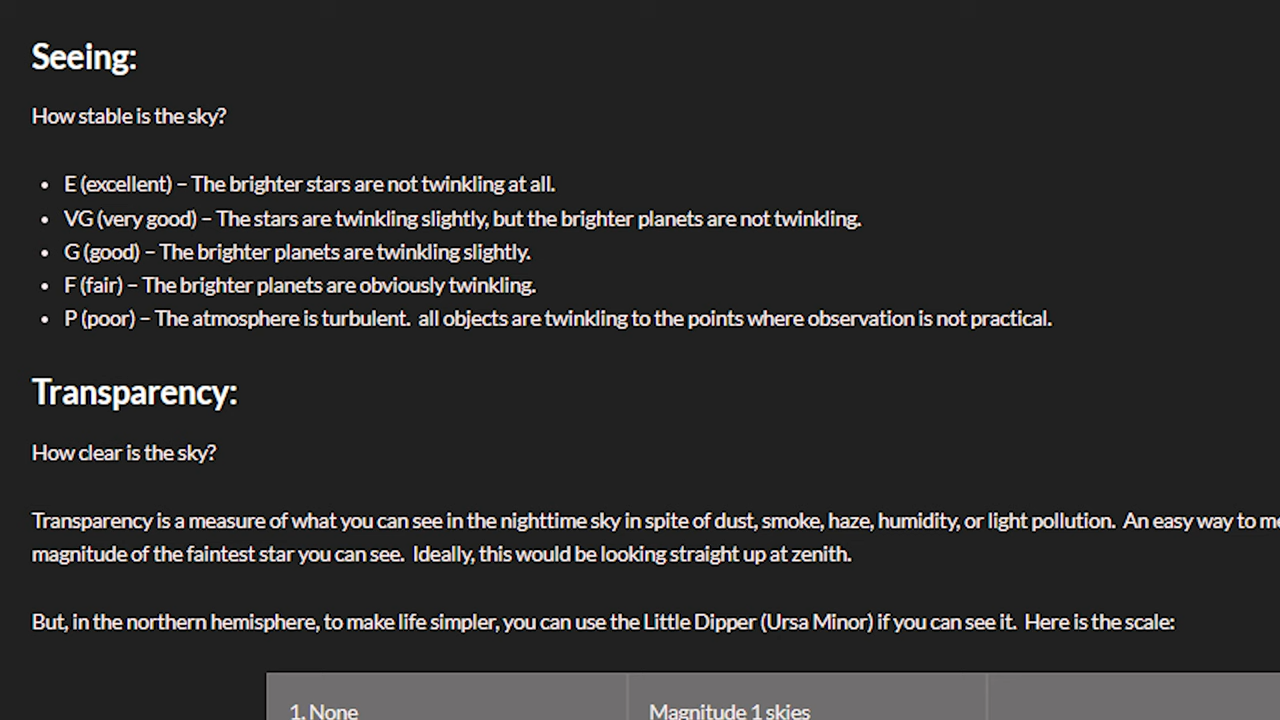 Seeing:
How stable is the sky?
• E (excellent) – The brighter stars are not twinkling at all.
• VG (very good) – The stars are twinkling slightly, but the brighter planets are not twinkling.
• G (good) – The brighter planets are twinkling slightly.
• F (fair) – The brighter planets are obviously twinkling.
• P (poor) – The atmosphere is turbulent.  all objects are twinkling to the points where observation is not practical.
Transparency:
How clear is the sky?
Transparency is a measure of what you can see in the nighttime sky in spite of dust, smoke, haze, humidity, or light pollution.  An easy way to
magnitude of the faintest star you can see.  Ideally, this would be looking straight up at zenith.
But, in the northern hemisphere, to make life simpler, you can use the Little Dipper (Ursa Minor) if you can see it.  Here is the scale:
1. None
Magnitude 1 skies